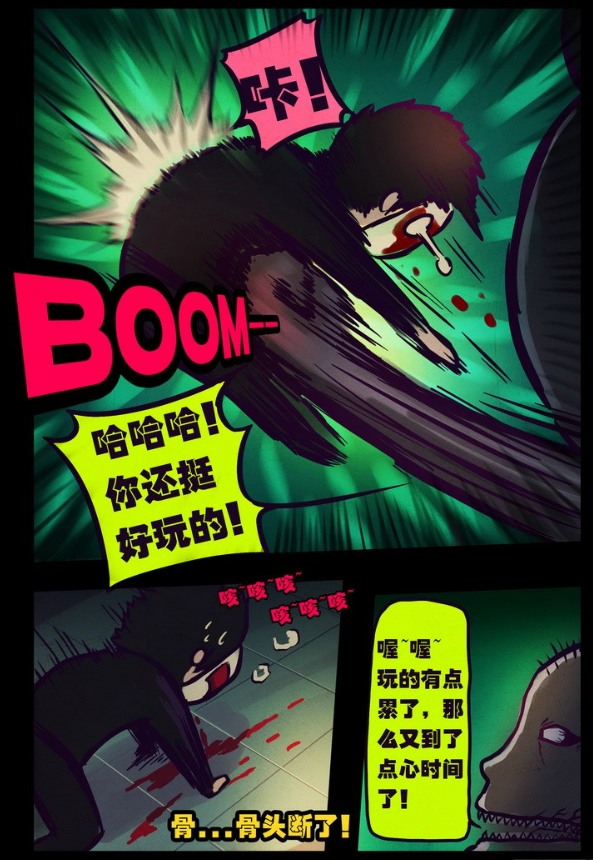 咔!
BOOM--
哈哈哈!
你还挺
好玩的!
咳~咳~咳~
咳~咳~咳~
骨...骨头断了!
喔~喔~
玩的有点
累了，那
么又到了
点心时间
了!